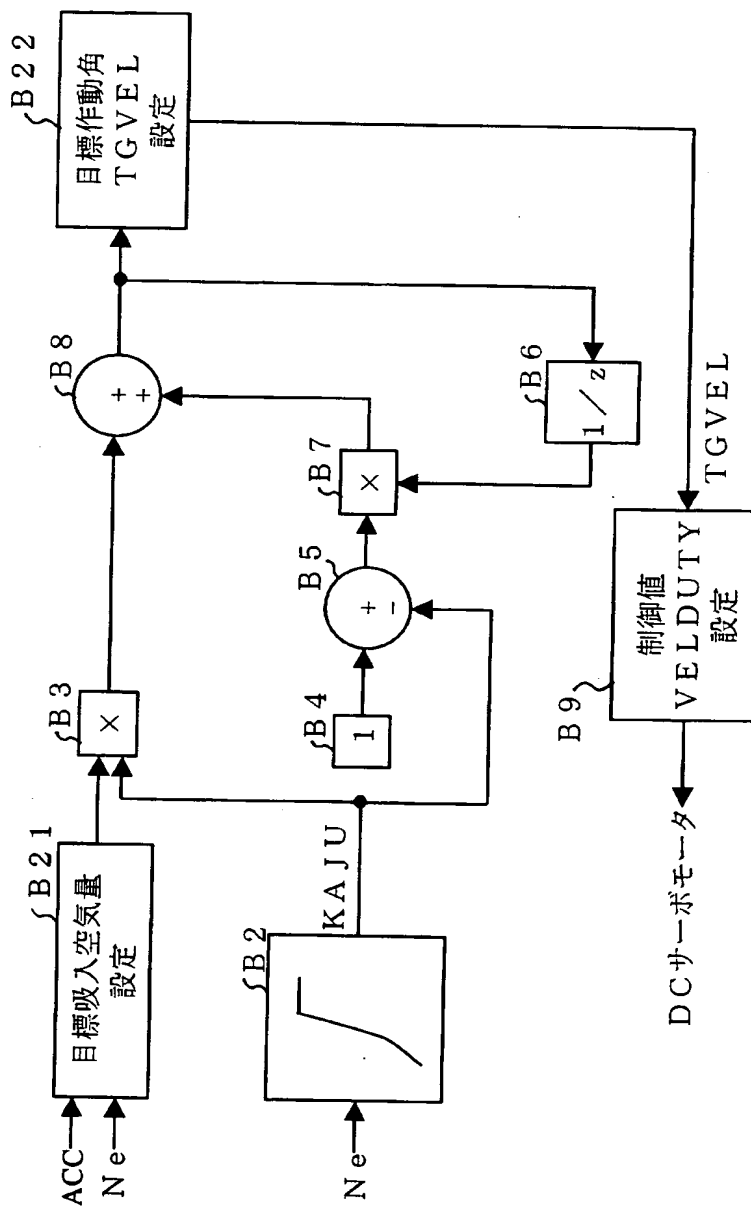 ACC
Ne
B21
目標吸入空気量
設定
B3
×
B8
+
+
B22
目標作動角
TGVEL
設定
Ne
B2
KAJU
B4
1
B5
+
−
B7
×
B6
1/z
TGVEL
B9
制御値
VELDUTY
設定
DCサーボモータ